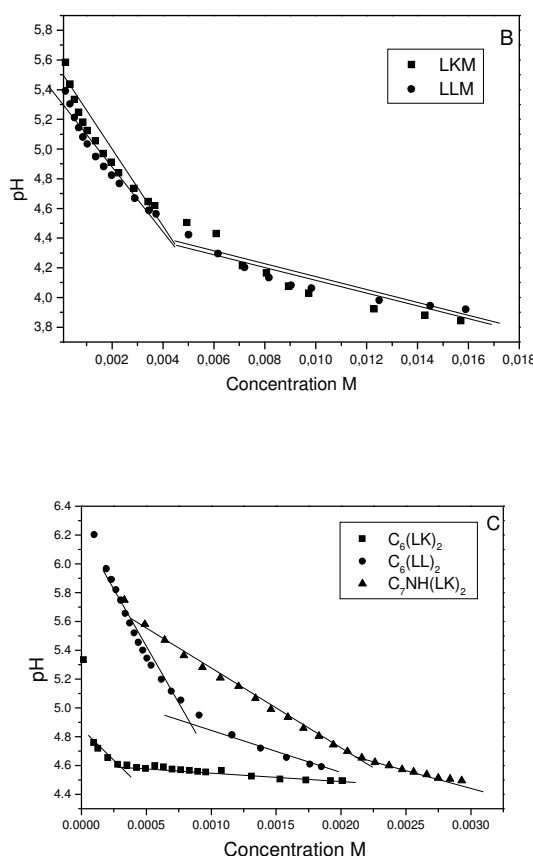 B
LKM
LLM
5,8
5,6
5,4
5,2
5,0
4,8
4,6
4,4
4,2
4,0
3,8
pH
0,002 0,004 0,006 0,008 0,010 0,012 0,014 0,016 0,018
Concentration M
C
C₆(LK)₂
C₆(LL)₂
C₇NH(LK)₂
6.4
6.2
6.0
5.8
5.6
5.4
5.2
5.0
4.8
4.6
4.4
pH
0.0000 0.0005 0.0010 0.0015 0.0020 0.0025 0.0030
Concentration M